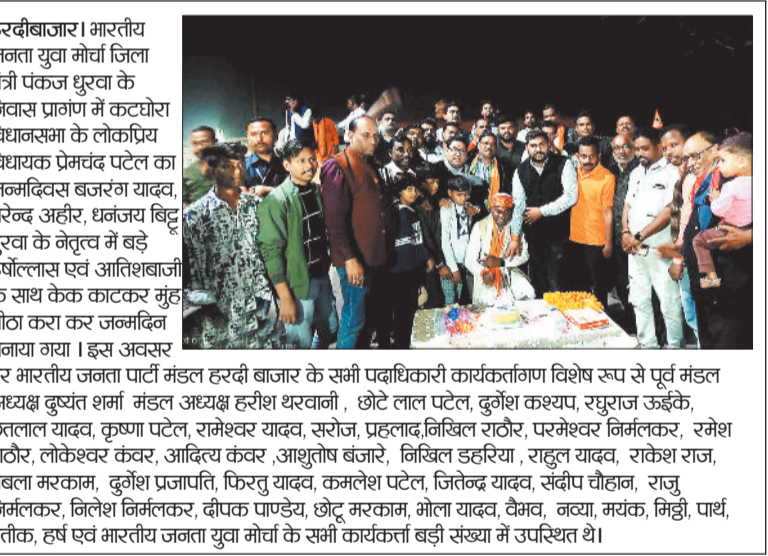 हरदीबाजार। भारतीय
जनता युवा मोर्चा जिला
मंत्री पंकज धुरवा के
निवास प्रागंण में कटघोरा
विधानसभा के लोकप्रिय
विधायक प्रेमचंद पटेल का
जन्मदिवस बजरंग यादव,
नरेन्द अहीर, धनंजय बिट्टू
धुरवा के नेतृत्व में बड़े
हर्षोल्लास एवं आतिशबाजी
के साथ केक काटकर मुंह
मीठा करा कर जन्मदिन
मनाया गया । इस अवसर
पर भारतीय जनता पार्टी मंडल हरदी बाजार के सभी पदाधिकारी कार्यकर्तागण विशेष रूप से पूर्व मंडल
अध्यक्ष दुष्यंत शर्मा मंडल अध्यक्ष हरीश थरवानी , छोटे लाल पटेल, दुर्गेश कश्यप, रघुराज ऊईके,
यादव, कृष्णा पटेल, रामेश्वर यादव, सरोज, प्रहलाद,निखिल राठौर, परमेश्वर निर्मलकर, रमेश
राठौर, लोकेश्वर कंवर, आदित्य कंवर ,आशुतोष बंजारे, निखिल डहरिया , राहुल यादव, राकेश राज,
मरकाम, दुर्गेश प्रजापति, फिरतु यादव, कमलेश पटेल, जितेन्द्र यादव, संदीप चौहान, राजु
निर्मलकर, निलेश निर्मलकर, दीपक पाण्डेय, छोटू मरकाम, भोला यादव, वैभव, नव्या, मयंक, मिठ्ठी, पार्थ,
प्रतीक, हर्ष एवं भारतीय जनता युवा मोर्चा के सभी कार्यकर्त्ता बड़ी संख्या में उपस्थित थे।